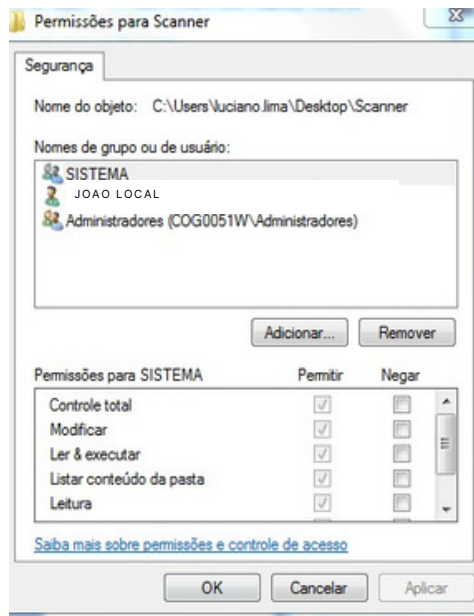 Permissões para Scanner
Segurança
Nome do objeto: C:\Users\luciano.lima\Desktop\Scanner
Nomes de grupo ou de usuário:
SISTEMA
JOAO LOCAL
Administradores (COG0051W\Administradores)
Adicionar... Remover
Permissões para SISTEMA Permitir Negar
Controle total
Modificar
Ler & executar
Listar conteúdo da pasta
Leitura
Saiba mais sobre permissões e controle de acesso
OK Cancelar Aplicar